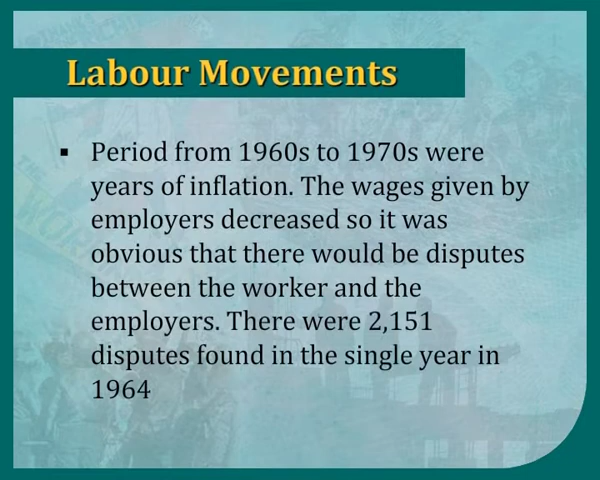 Labour Movements
▪ Period from 1960s to 1970s were
years of inflation. The wages given by
employers decreased so it was
obvious that there would be disputes
between the worker and the
employers. There were 2,151
disputes found in the single year in
1964